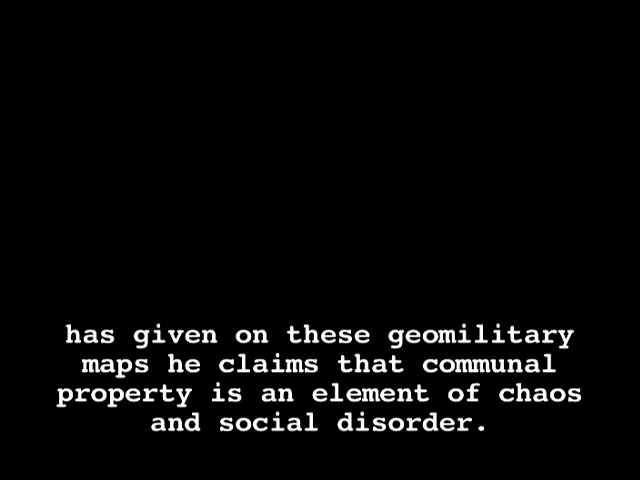 has given on these geomilitary
maps he claims that communal
property is an element of chaos
and social disorder.